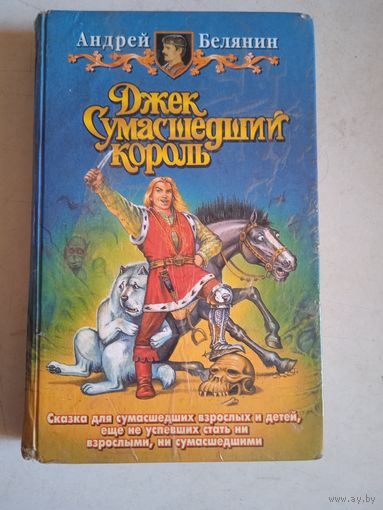 Андрей Белянин
Джек
Сумасшедший
король
Сказка для сумасшедших взрослых и детей,
еще не успевших стать ни
взрослыми, ни сумасшедшими
ay.by